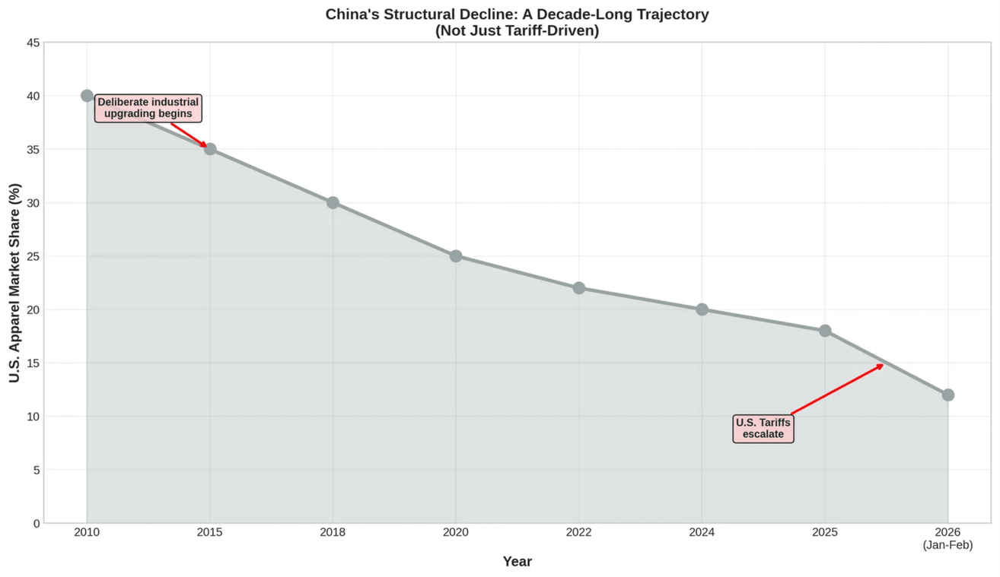 China's Structural Decline: A Decade-Long Trajectory
(Not Just Tariff-Driven)
U.S. Apparel Market Share (%)
45
40
35
30
25
20
15
10
5
0
Deliberate industrial
upgrading begins
U.S. Tariffs
escalate
2010 2015 2018 2020 2022 2024 2025 2026
(Jan-Feb)
Year